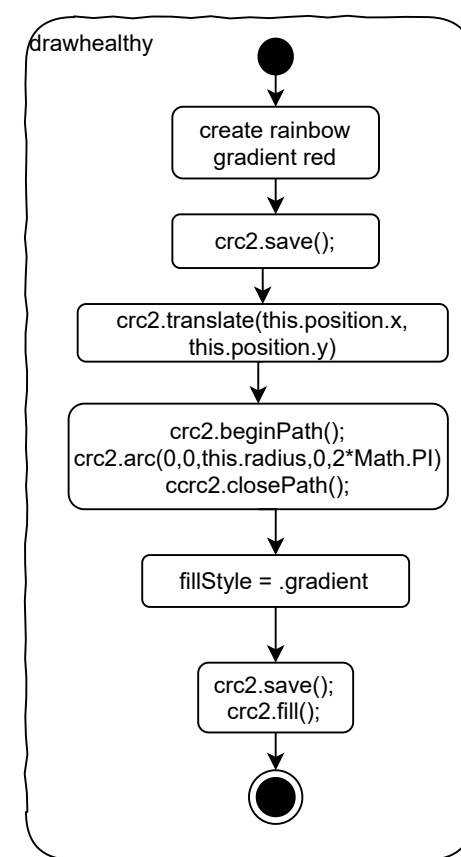 drawhealthy
create rainbow
gradient red
crc2.save();
crc2.translate(this.position.x,
this.position.y)
crc2.beginPath();
crc2.arc(0,0,this.radius,0,2*Math.PI)
ccrc2.closePath();
fillStyle = .gradient
crc2.save();
crc2.fill();